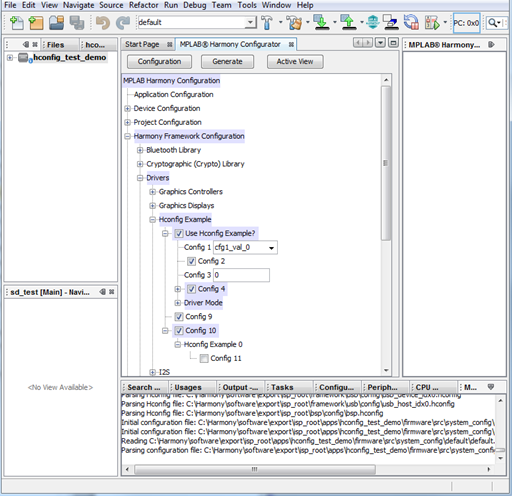 File Edit View Navigate Source Refactor Run Debug Team Tools Window Help
default
PC: 0x0
Files
hco...
Start Page
MPLAB® Harmony Configurator
MPLAB® Harmony...
hconfig_test_demo
Configuration
Generate
Active View
MPLAB Harmony Configuration
Application Configuration
Device Configuration
Project Configuration
Harmony Framework Configuration
Bluetooth Library
Cryptographic (Crypto) Library
Drivers
Graphics Controllers
Graphics Displays
Hconfig Example
Use Hconfig Example?
Config 1 cfg1_val_0
Config 2
Config 3 0
Config 4
Driver Mode
Config 9
Config 10
Hconfig Example 0
Config 11
I2S
sd_test [Main] - Navi...
<No View Available>
Search ...
Usages
Output -...
Tasks
Configu...
Periph...
CPU ...
M...
Parsing Hconfig file: C:\Harmony\software\export\jsp_root\framework\usb\config\usb_device_idx0.hconfig
Parsing Hconfig file: C:\Harmony\software\export\jsp_root\framework\usb\config\usb_host_idx0.hconfig
Parsing Hconfig file: C:\Harmony\software\export\jsp_root\bsp\config\bsp.hconfig
Initial configuration file: C:\Harmony\software\export\jsp_root\apps\hconfig_test_demo\firmware\src\system_config\
Initial configuration file: C:\Harmony\software\export\jsp_root\apps\hconfig_test_demo\firmware\src\system_config\
Reading C:\Harmony\software\export\jsp_root\apps\hconfig_test_demo\firmware\src\system_config\default\default.
Parsing configuration file: C:\Harmony\software\export\jsp_root\apps\hconfig_test_demo\firmware\src\system_confi